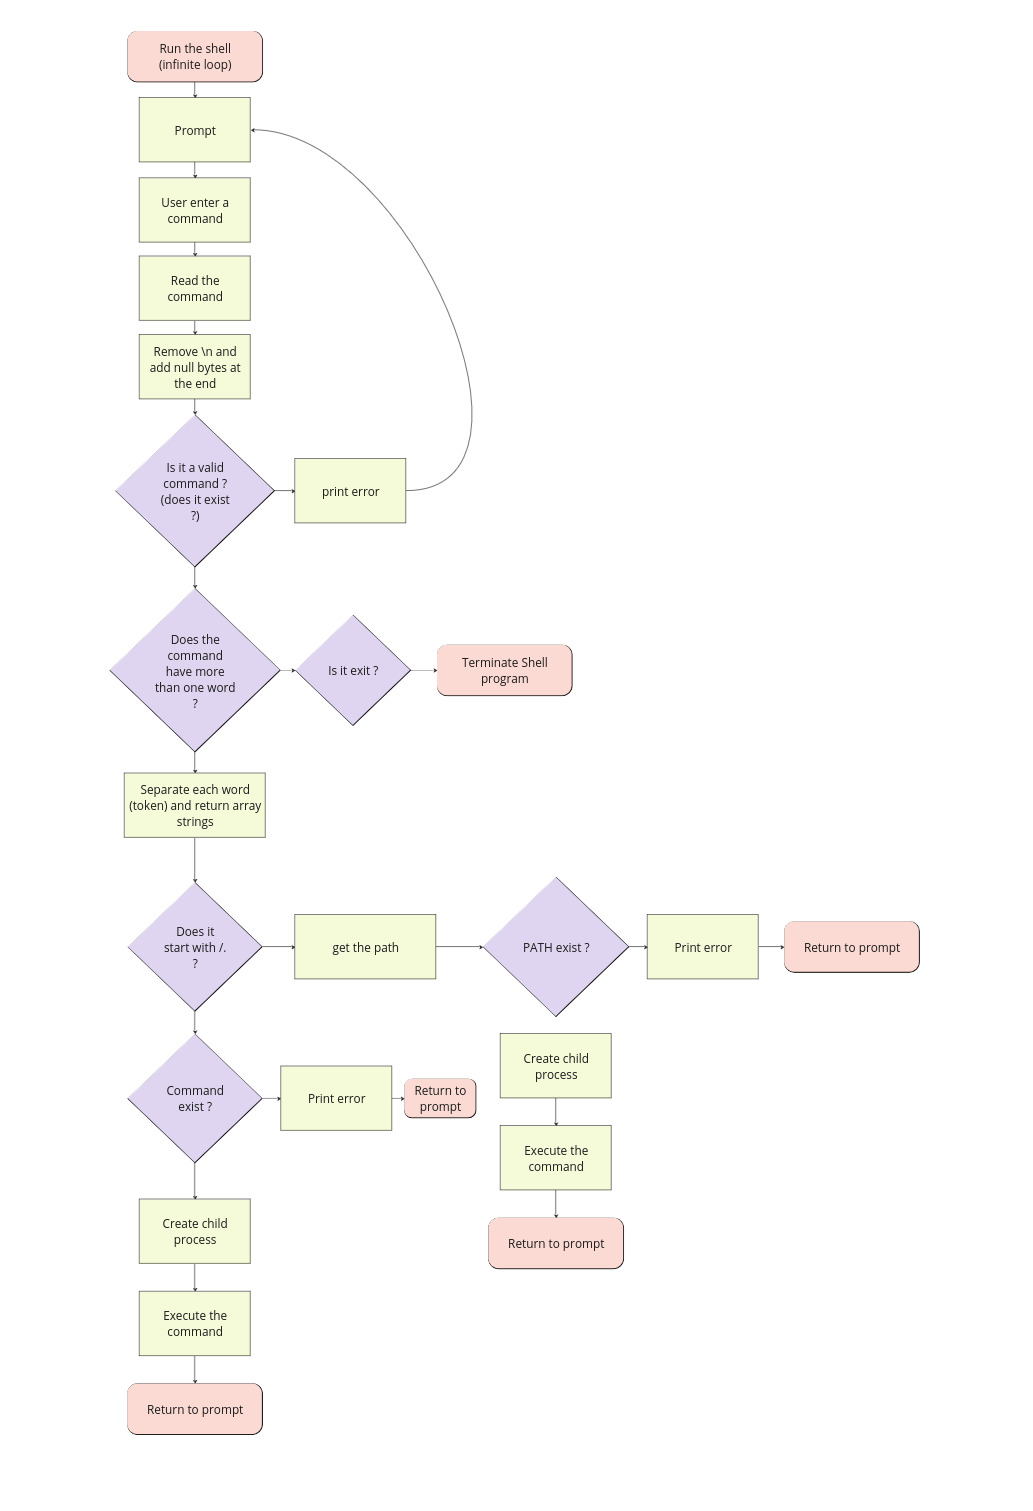 Run the shell
(infinite loop)
Prompt
User enter a
command
Read the
command
Remove \n and
add null bytes at
the end
Is it a valid
command ?
(does it exist
?)
print error
Does the
command
have more
than one word
?
Is it exit ?
Terminate Shell
program
Separate each word
(token) and return array
strings
Does it
start with /.
?
get the path
PATH exist ?
Print error
Return to prompt
Command
exist ?
Print error
Return to
prompt
Create child
process
Execute the
command
Return to prompt
Create child
process
Execute the
command
Return to prompt